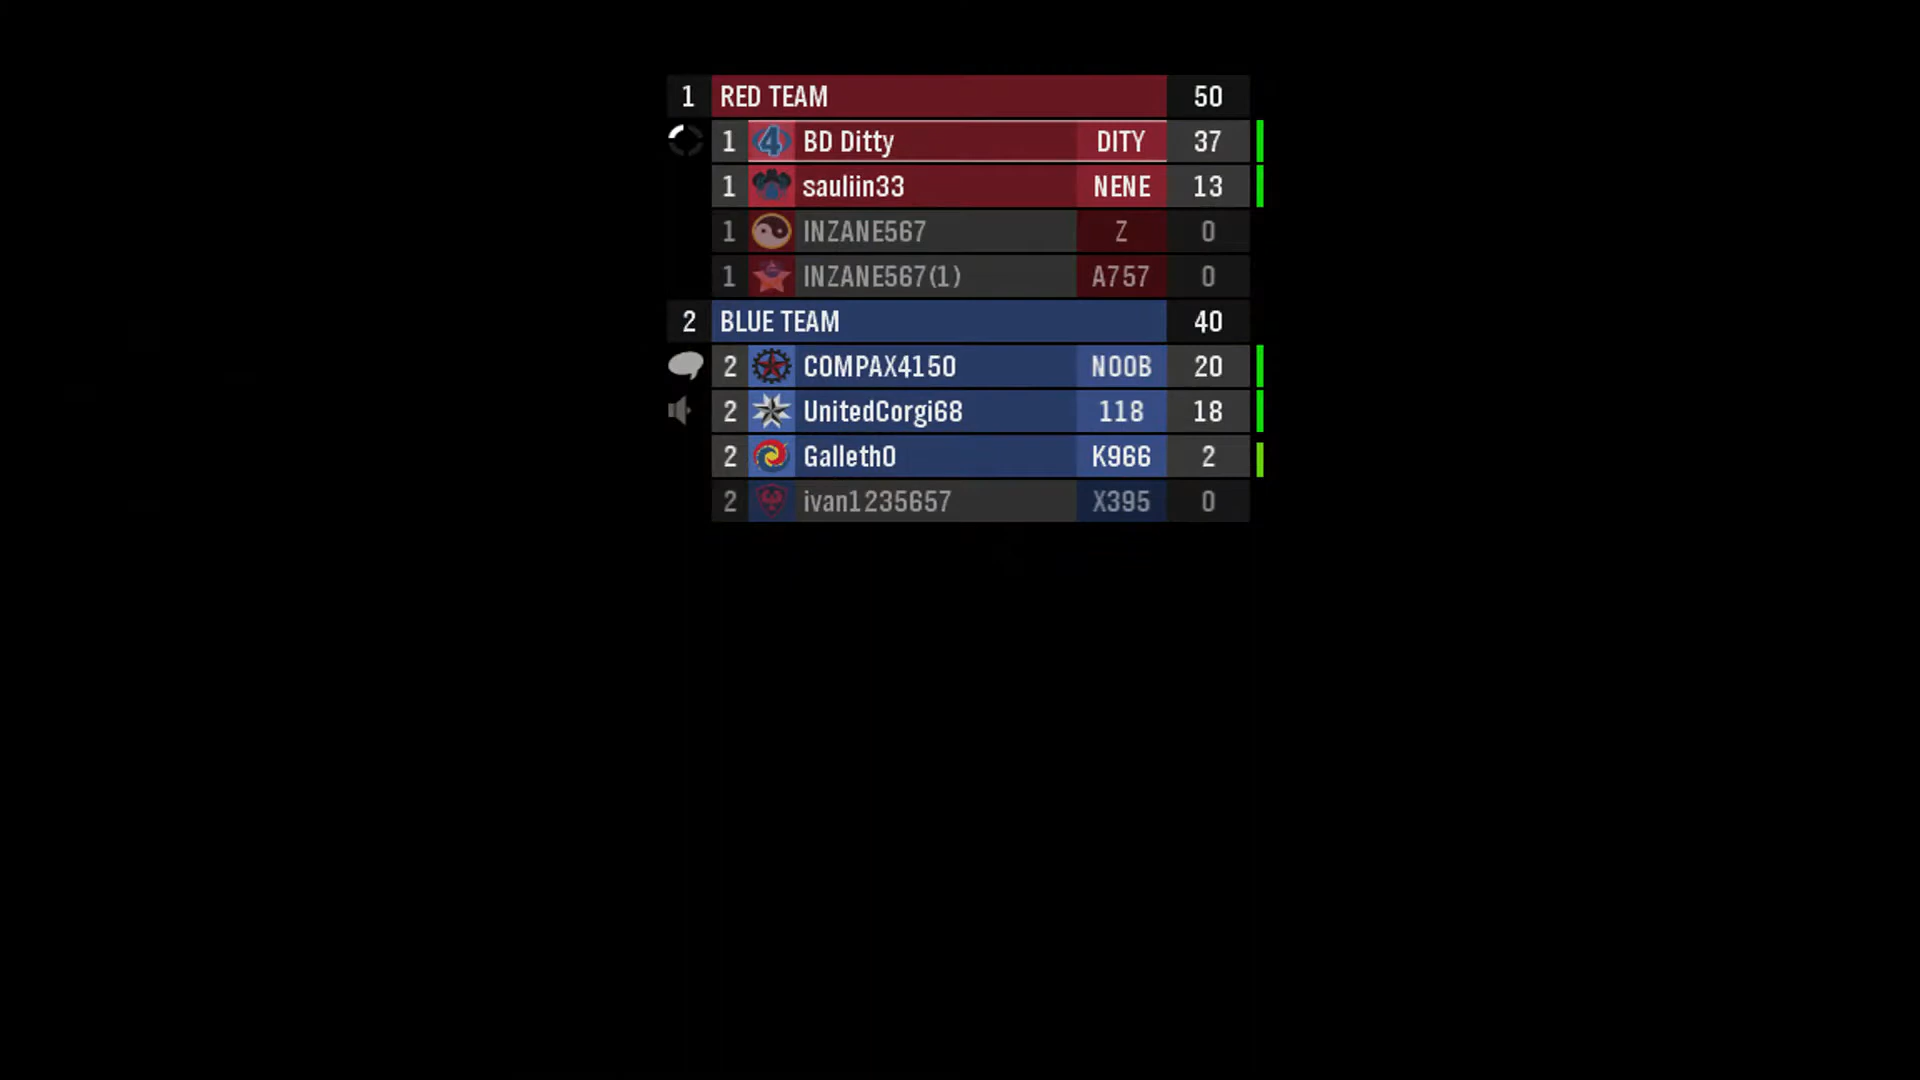 1 RED TEAM 50
1 4 BD Ditty DITY 37
1 sauliin33 NENE 13
1 INZANE567 Z 0
1 INZANE567(1) A757 0
2 BLUE TEAM 40
2 COMPAX4150 NOOB 20
2 UnitedCorgi68 118 18
2 Galleth0 K966 2
2 ivan1235657 X395 0